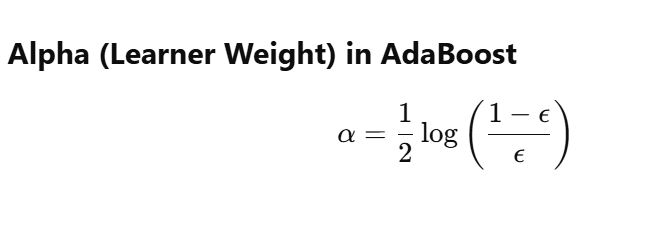 Alpha (Learner Weight) in AdaBoost
α = 1/2 log((1 − ϵ)/ϵ)